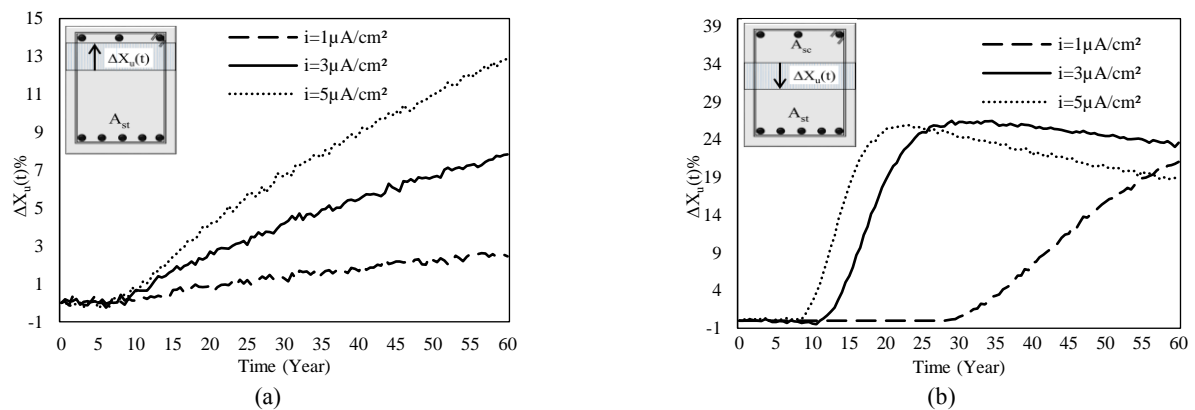 15
13
11
9
7
5
3
1
-1
ΔXᵤ(t)%
ΔXᵤ(t)
Aₛₜ
i=1µA/cm²
i=3µA/cm²
i=5µA/cm²
0 5 10 15 20 25 30 35 40 45 50 55 60
Time (Year)
(a)
39
34
29
24
19
14
9
4
-1
ΔXᵤ(t)%
A_sc
ΔXᵤ(t)
Aₛₜ
i=1µA/cm²
i=3µA/cm²
i=5µA/cm²
0 5 10 15 20 25 30 35 40 45 50 55 60
Time (Year)
(b)